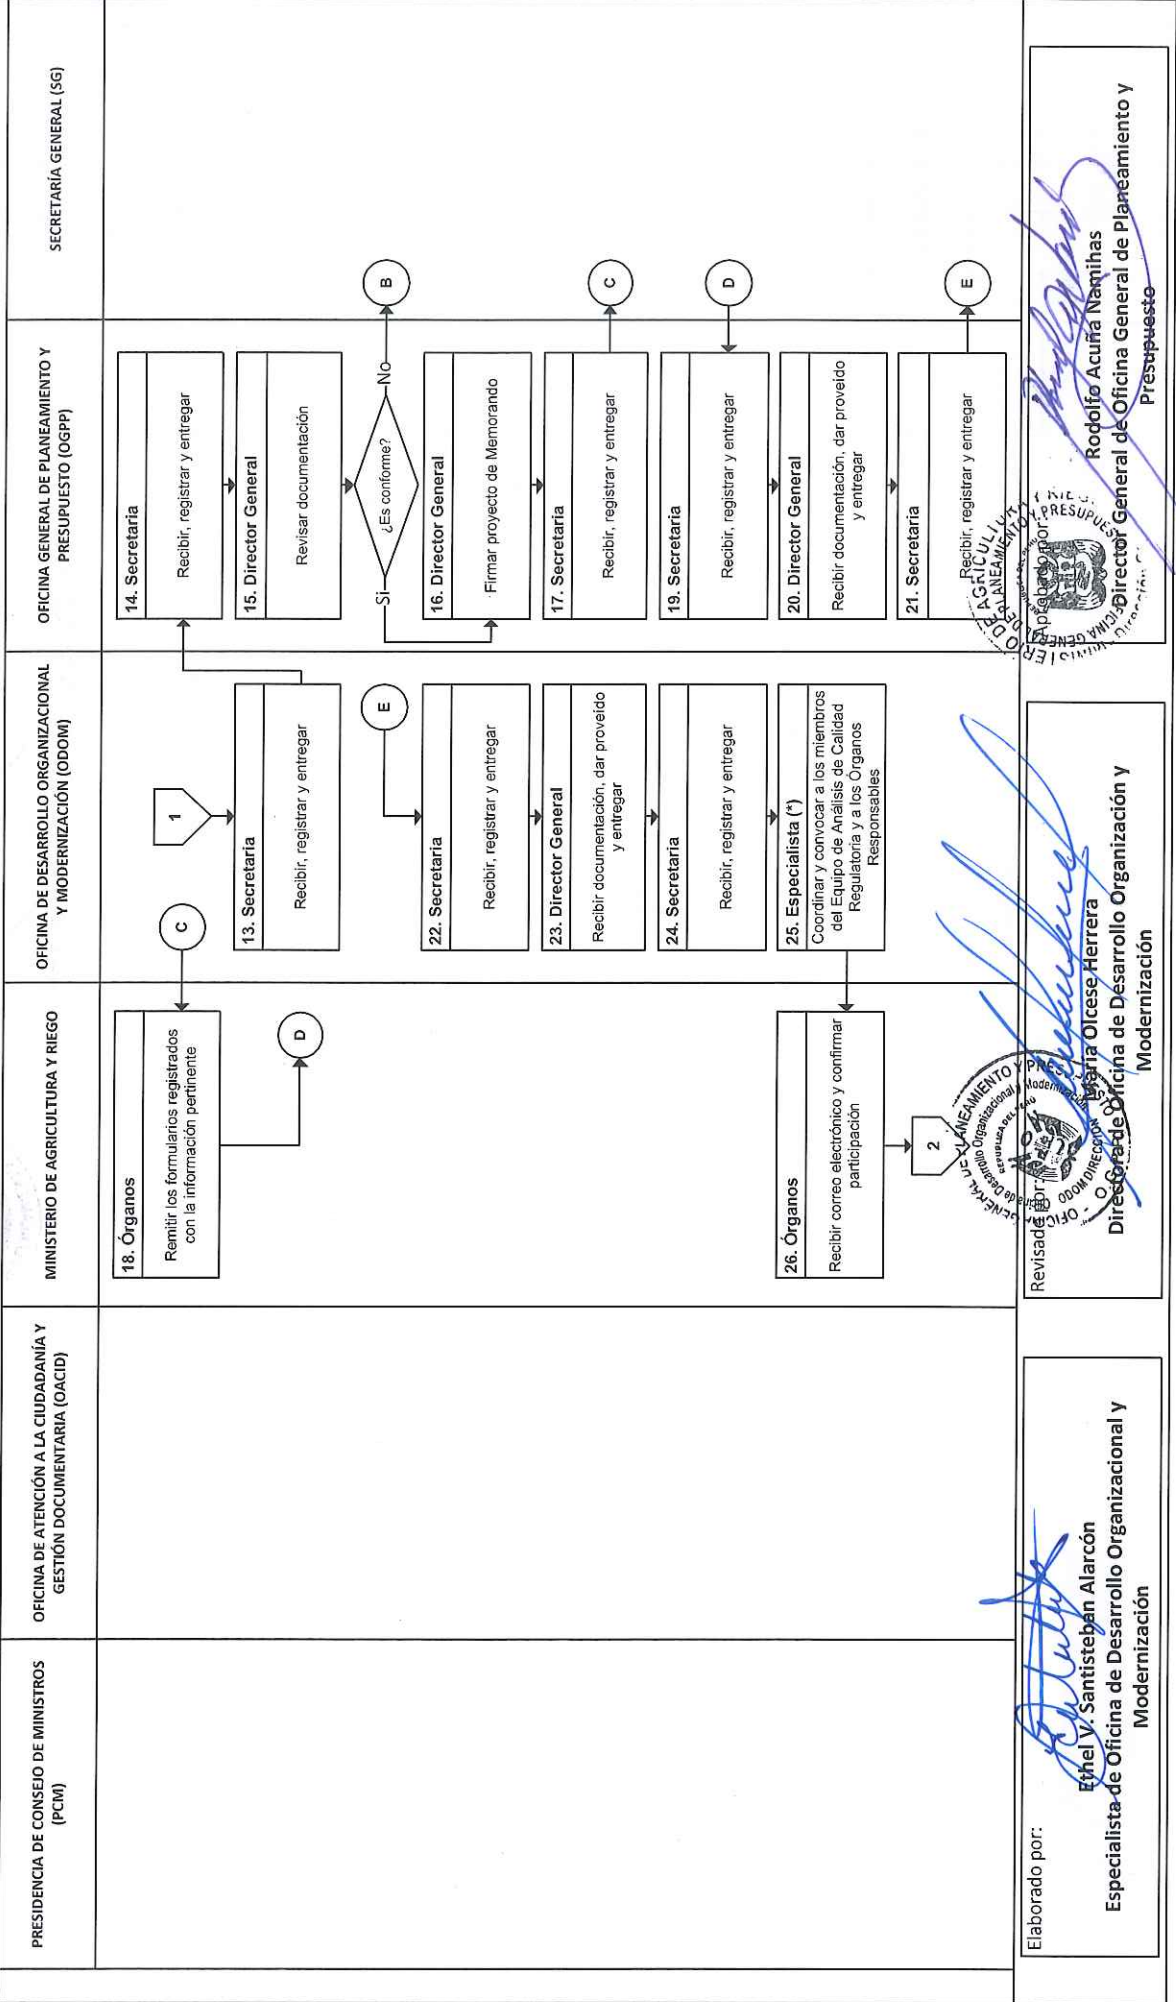 PRESIDENCIA DE CONSEJO DE MINISTROS
(PCM)
OFICINA DE ATENCIÓN A LA CIUDADANÍA Y
GESTIÓN DOCUMENTARIA (OACID)
MINISTERIO DE AGRICULTURA Y RIEGO
OFICINA DE DESARROLLO ORGANIZACIONAL
Y MODERNIZACIÓN (ODOM)
OFICINA GENERAL DE PLANEAMIENTO Y
PRESUPUESTO (OGPP)
SECRETARÍA GENERAL (SG)
1
13. Secretaria
Recibir, registrar y entregar
14. Secretaria
Recibir, registrar y entregar
15. Director General
Revisar documentación
¿Es conforme?
Si
No
B
16. Director General
Firmar proyecto de Memorando
17. Secretaria
Recibir, registrar y entregar
C
C
18. Órganos
Remitir los formularios registrados
con la información pertinente
D
D
19. Secretaria
Recibir, registrar y entregar
20. Director General
Recibir documentación, dar proveido
y entregar
21. Secretaria
Recibir, registrar y entregar
E
E
22. Secretaria
Recibir, registrar y entregar
23. Director General
Recibir documentación, dar proveido
y entregar
24. Secretaria
Recibir, registrar y entregar
25. Especialista (*)
Coordinar y convocar a los miembros
del Equipo de Análisis de Calidad
Regulatoria y a los Órganos
Responsables
26. Órganos
Recibir correo electrónico y confirmar
participación
2
Elaborado por:
Ethel V. Santisteban Alarcón
Especialista de Oficina de Desarrollo Organizacional y
Modernización
Revisado por:
María Olcese Herrera
Directora de Oficina de Desarrollo Organización y
Modernización
Aprobado por:
Rodolfo Acuña Namihas
Director General de Oficina General de Planeamiento y
Presupuesto
ODOM DIRECCIÓN
REPUBLICA DEL PERÚ